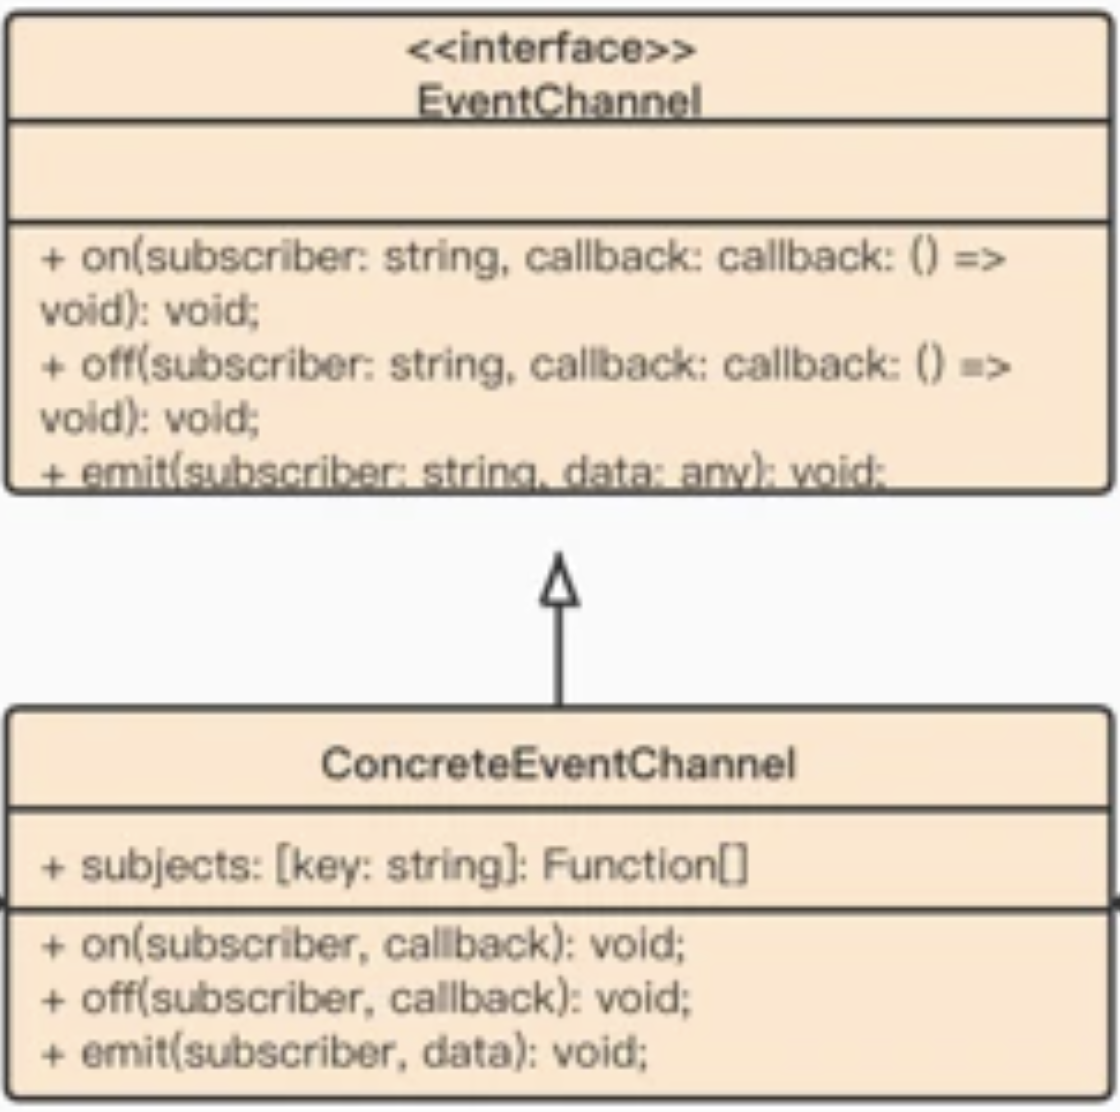 <<interface>>
EventChannel
+ on(subscriber: string, callback: callback: () =>
void): void;
+ off(subscriber: string, callback: callback: () =>
void): void;
+ emit(subscriber: string, data: any): void;
ConcreteEventChannel
+ subjects: [key: string]: Function[]
+ on(subscriber, callback): void;
+ off(subscriber, callback): void;
+ emit(subscriber, data): void;